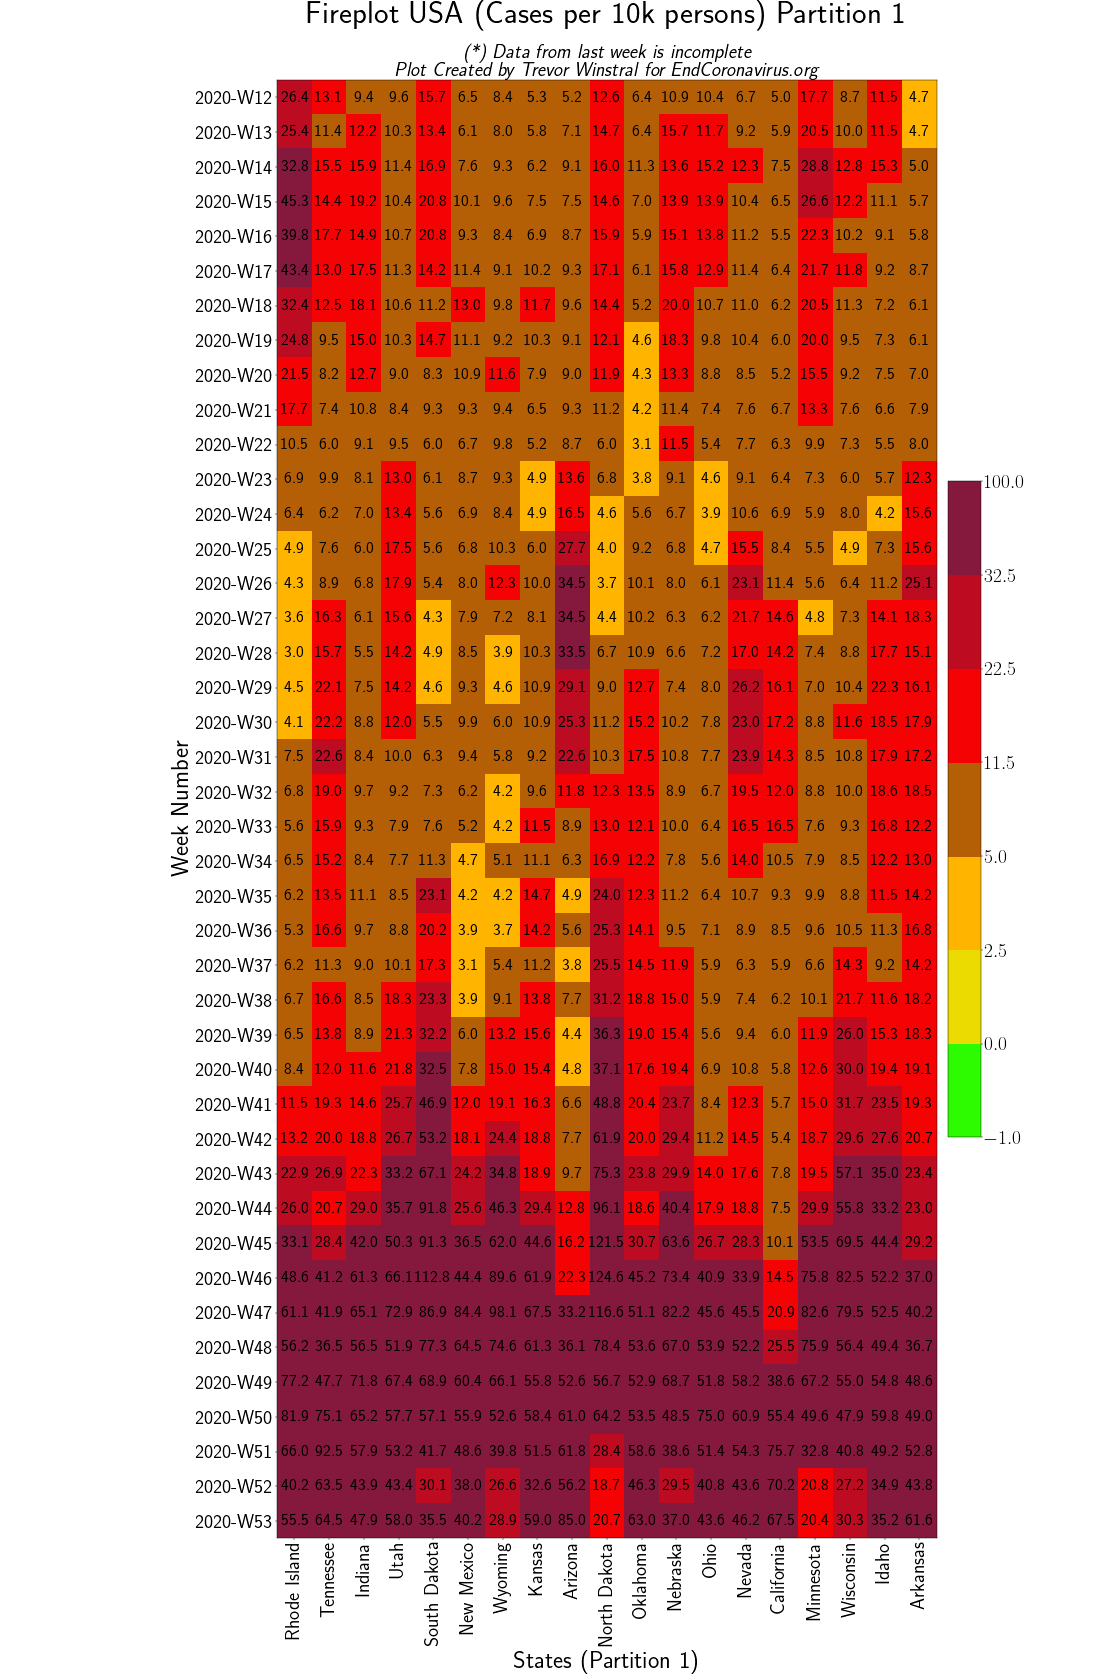 Fireplot USA (Cases per 10k persons) Partition 1
(*) Data from last week is incomplete
Plot Created by Trevor Winstral for EndCoronavirus.org
2020-W12 26.4 13.1 9.4 9.6 15.7 6.5 8.4 5.3 5.2 12.6 6.4 10.9 10.4 6.7 5.0 17.7 8.7 11.5 4.7
2020-W13 25.4 11.4 12.2 10.3 13.4 6.1 8.0 5.8 7.1 14.7 6.4 15.7 11.7 9.2 5.9 20.5 10.0 11.5 4.7
2020-W14 32.8 15.5 15.9 11.4 16.9 7.6 9.3 6.2 9.1 16.0 11.3 13.6 15.2 12.3 7.5 28.8 12.8 15.3 5.0
2020-W15 45.3 14.4 19.2 10.4 20.8 10.1 9.6 7.5 7.5 14.6 7.0 13.9 13.9 10.4 6.5 26.6 12.2 11.1 5.7
2020-W16 39.8 17.7 14.9 10.7 20.8 9.3 8.4 6.9 8.7 15.9 5.9 15.1 13.8 11.2 5.5 22.3 10.2 9.1 5.8
2020-W17 43.4 13.0 17.5 11.3 14.2 11.4 9.1 10.2 9.3 17.1 6.1 15.8 12.9 11.4 6.4 21.7 11.8 9.2 8.7
2020-W18 32.4 12.5 18.1 10.6 11.2 13.0 9.8 11.7 9.6 14.4 5.2 20.0 10.7 11.0 6.2 20.5 11.3 7.2 6.1
2020-W19 24.8 9.5 15.0 10.3 14.7 11.1 9.2 10.3 9.1 12.1 4.6 18.3 9.8 10.4 6.0 20.0 9.5 7.3 6.1
2020-W20 21.5 8.2 12.7 9.0 8.3 10.9 11.6 7.9 9.0 11.9 4.3 13.3 8.8 8.5 5.2 15.5 9.2 7.5 7.0
2020-W21 17.7 7.4 10.8 8.4 9.3 9.3 9.4 6.5 9.3 11.2 4.2 11.4 7.4 7.6 6.7 13.3 7.6 6.6 7.9
2020-W22 10.5 6.0 9.1 9.5 6.0 6.7 9.8 5.2 8.7 6.0 3.1 11.5 5.4 7.7 6.3 9.9 7.3 5.5 8.0
2020-W23 6.9 9.9 8.1 13.0 6.1 8.7 9.3 4.9 13.6 6.8 3.8 9.1 4.6 9.1 6.4 7.3 6.0 5.7 12.3
2020-W24 6.4 6.2 7.0 13.4 5.6 6.9 8.4 4.9 16.5 4.6 5.6 6.7 3.9 10.6 6.9 5.9 8.0 4.2 15.6
2020-W25 4.9 7.6 6.0 17.5 5.6 6.8 10.3 6.0 27.7 4.0 9.2 6.8 4.7 15.5 8.4 5.5 4.9 7.3 15.6
2020-W26 4.3 8.9 6.8 17.9 5.4 8.0 12.3 10.0 34.5 3.7 10.1 8.0 6.1 23.1 11.4 5.6 6.4 11.2 25.1
2020-W27 3.6 16.3 6.1 15.6 4.3 7.9 7.2 8.1 34.5 4.4 10.2 6.3 6.2 21.7 14.6 4.8 7.3 14.1 18.3
2020-W28 3.0 15.7 5.5 14.2 4.9 8.5 3.9 10.3 33.5 6.7 10.9 6.6 7.2 17.0 14.2 7.4 8.8 17.7 15.1
2020-W29 4.5 22.1 7.5 14.2 4.6 9.3 4.6 10.9 29.1 9.0 12.7 7.4 8.0 26.2 16.1 7.0 10.4 22.3 16.1
2020-W30 4.1 22.2 8.8 12.0 5.5 9.9 6.0 10.9 25.3 11.2 15.2 10.2 7.8 23.0 17.2 8.8 11.6 18.5 17.9
2020-W31 7.5 22.6 8.4 10.0 6.3 9.4 5.8 9.2 22.6 10.3 17.5 10.8 7.7 23.9 14.3 8.5 10.8 17.9 17.2
2020-W32 6.8 19.0 9.7 9.2 7.3 6.2 4.2 9.6 11.8 12.3 13.5 8.9 6.7 19.5 12.0 8.8 10.0 18.6 18.5
2020-W33 5.6 15.9 9.3 7.9 7.6 5.2 4.2 11.5 8.9 13.0 12.1 10.0 6.4 16.5 16.5 7.6 9.3 16.8 12.2
2020-W34 6.5 15.2 8.4 7.7 11.3 4.7 5.1 11.1 6.3 16.9 12.2 7.8 5.6 14.0 10.5 7.9 8.5 12.2 13.0
2020-W35 6.2 13.5 11.1 8.5 23.1 4.2 4.2 14.7 4.9 24.0 12.3 11.2 6.4 10.7 9.3 9.9 8.8 11.5 14.2
2020-W36 5.3 16.6 9.7 8.8 20.2 3.9 3.7 14.2 5.6 25.3 14.1 9.5 7.1 8.9 8.5 9.6 10.5 11.3 16.8
2020-W37 6.2 11.3 9.0 10.1 17.3 3.1 5.4 11.2 3.8 25.5 14.5 11.9 5.9 6.3 5.9 6.6 14.3 9.2 14.2
2020-W38 6.7 16.6 8.5 18.3 23.3 3.9 9.1 13.8 7.7 31.2 18.8 15.0 5.9 7.4 6.2 10.1 21.7 11.6 18.2
2020-W39 6.5 13.8 8.9 21.3 32.2 6.0 13.2 15.6 4.4 36.3 19.0 15.4 5.6 9.4 6.0 11.9 26.0 15.3 18.3
2020-W40 8.4 12.0 11.6 21.8 32.5 7.8 15.0 15.4 4.8 37.1 17.6 19.4 6.9 10.8 5.8 12.6 30.0 19.4 19.1
2020-W41 11.5 19.3 14.6 25.7 46.9 12.0 19.1 16.3 6.6 48.8 20.4 23.7 8.4 12.3 5.7 15.0 31.7 23.5 19.3
2020-W42 13.2 20.0 18.8 26.7 53.2 18.1 24.4 18.8 7.7 61.9 20.0 29.4 11.2 14.5 5.4 18.7 29.6 27.6 20.7
2020-W43 22.9 26.9 22.3 33.2 67.1 24.2 34.8 18.9 9.7 75.3 23.8 29.9 14.0 17.6 7.8 19.5 57.1 35.0 23.4
2020-W44 26.0 20.7 29.0 35.7 91.8 25.6 46.3 29.4 12.8 96.1 18.6 40.4 17.9 18.8 7.5 29.9 55.8 33.2 23.0
2020-W45 33.1 28.4 42.0 50.3 91.3 36.5 62.0 44.6 16.2 121.5 30.7 63.6 26.7 28.3 10.1 53.5 69.5 44.4 29.2
2020-W46 48.6 41.2 61.3 66.1 112.8 44.4 89.6 61.9 22.3 124.6 45.2 73.4 40.9 33.9 14.5 75.8 82.5 52.2 37.0
2020-W47 61.1 41.9 65.1 72.9 86.9 84.4 98.1 67.5 33.2 116.6 51.1 82.2 45.6 45.5 20.9 82.6 79.5 52.5 40.2
2020-W48 56.2 36.5 56.5 51.9 77.3 64.5 74.6 61.3 36.1 78.4 53.6 67.0 53.9 52.2 25.5 75.9 56.4 49.4 36.7
2020-W49 77.2 47.7 71.8 67.4 68.9 60.4 66.1 55.8 52.6 56.7 52.9 68.7 51.8 58.2 38.6 67.2 55.0 54.8 48.6
2020-W50 81.9 75.1 65.2 57.7 57.1 55.9 52.6 58.4 61.0 64.2 53.5 48.5 75.0 60.9 55.4 49.6 47.9 59.8 49.0
2020-W51 66.0 92.5 57.9 53.2 41.7 48.6 39.8 51.5 61.8 28.4 58.6 38.6 51.4 54.3 75.7 32.8 40.8 49.2 52.8
2020-W52 40.2 63.5 43.9 43.4 30.1 38.0 26.6 32.6 56.2 18.7 46.3 29.5 40.8 43.6 70.2 20.8 27.2 34.9 43.8
2020-W53 55.5 64.5 47.9 58.0 35.5 40.2 28.9 59.0 85.0 20.7 63.0 37.0 43.6 46.2 67.5 20.4 30.3 35.2 61.6
Week Number
Rhode Island Tennessee Indiana Utah South Dakota New Mexico Wyoming Kansas Arizona North Dakota Oklahoma Nebraska Ohio Nevada California Minnesota Wisconsin Idaho Arkansas
States (Partition 1)
100.0
32.5
22.5
11.5
5.0
2.5
0.0
−1.0